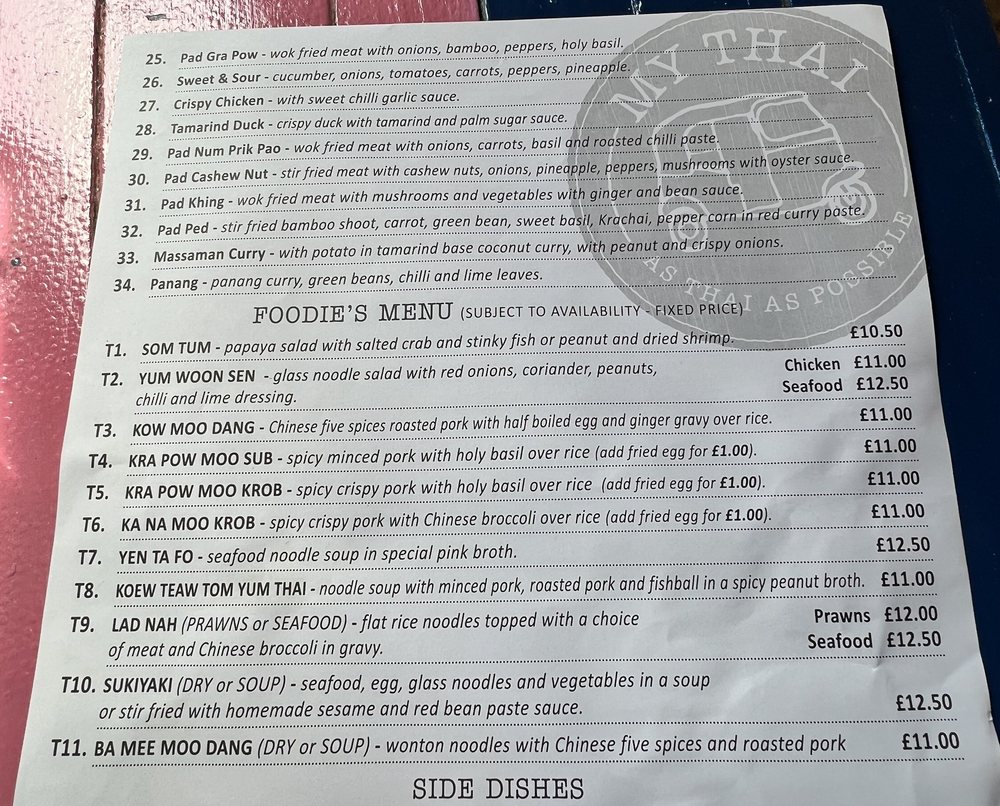 25. Pad Gra Pow - wok fried meat with onions, bamboo, peppers, holy basil.
26. Sweet & Sour - cucumber, onions, tomatoes, carrots, peppers, pineapple.
27. Crispy Chicken - with sweet chilli garlic sauce.
28. Tamarind Duck - crispy duck with tamarind and palm sugar sauce.
29. Pad Num Prik Pao - wok fried meat with onions, carrots, basil and roasted chilli paste.
30. Pad Cashew Nut - stir fried meat with cashew nuts, onions, pineapple, peppers, mushrooms with oyster sauce.
31. Pad Khing - wok fried meat with mushrooms and vegetables with ginger and bean sauce.
32. Pad Ped - stir fried bamboo shoot, carrot, green bean, sweet basil, Krachai, pepper corn in red curry paste.
33. Massaman Curry - with potato in tamarind base coconut curry, with peanut and crispy onions.
34. Panang - panang curry, green beans, chilli and lime leaves.
MY THAI
AS THAI AS POSSIBLE
FOODIE'S MENU (SUBJECT TO AVAILABILITY - FIXED PRICE)
T1. SOM TUM - papaya salad with salted crab and stinky fish or peanut and dried shrimp. £10.50
T2. YUM WOON SEN - glass noodle salad with red onions, coriander, peanuts, Chicken £11.00
chilli and lime dressing. Seafood £12.50
T3. KOW MOO DANG - Chinese five spices roasted pork with half boiled egg and ginger gravy over rice. £11.00
T4. KRA POW MOO SUB - spicy minced pork with holy basil over rice (add fried egg for £1.00). £11.00
T5. KRA POW MOO KROB - spicy crispy pork with holy basil over rice (add fried egg for £1.00). £11.00
T6. KA NA MOO KROB - spicy crispy pork with Chinese broccoli over rice (add fried egg for £1.00). £11.00
T7. YEN TA FO - seafood noodle soup in special pink broth. £12.50
T8. KOEW TEAW TOM YUM THAI - noodle soup with minced pork, roasted pork and fishball in a spicy peanut broth. £11.00
T9. LAD NAH (PRAWNS or SEAFOOD) - flat rice noodles topped with a choice Prawns £12.00
of meat and Chinese broccoli in gravy. Seafood £12.50
T10. SUKIYAKI (DRY or SOUP) - seafood, egg, glass noodles and vegetables in a soup
or stir fried with homemade sesame and red bean paste sauce. £12.50
T11. BA MEE MOO DANG (DRY or SOUP) - wonton noodles with Chinese five spices and roasted pork £11.00
SIDE DISHES